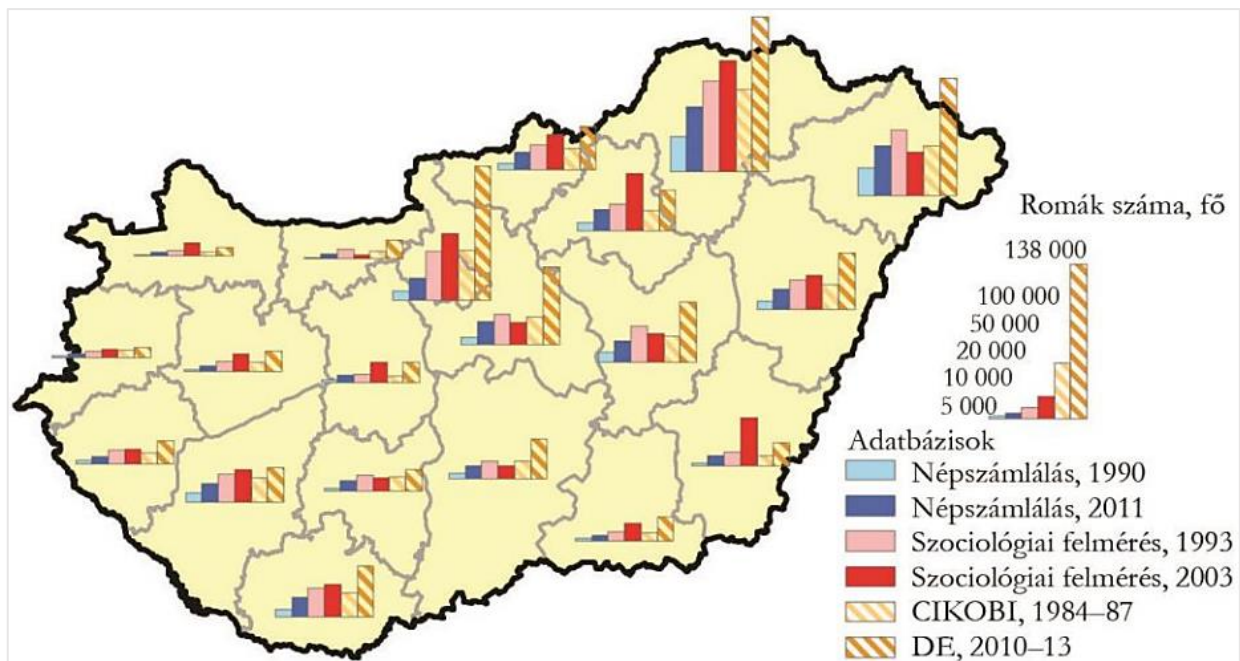 Romák száma, fő
138 000
100 000
50 000
20 000
10 000
5 000
Adatbázisok
Népszámlálás, 1990
Népszámlálás, 2011
Szociológiai felmérés, 1993
Szociológiai felmérés, 2003
CIKOBI, 1984–87
DE, 2010–13